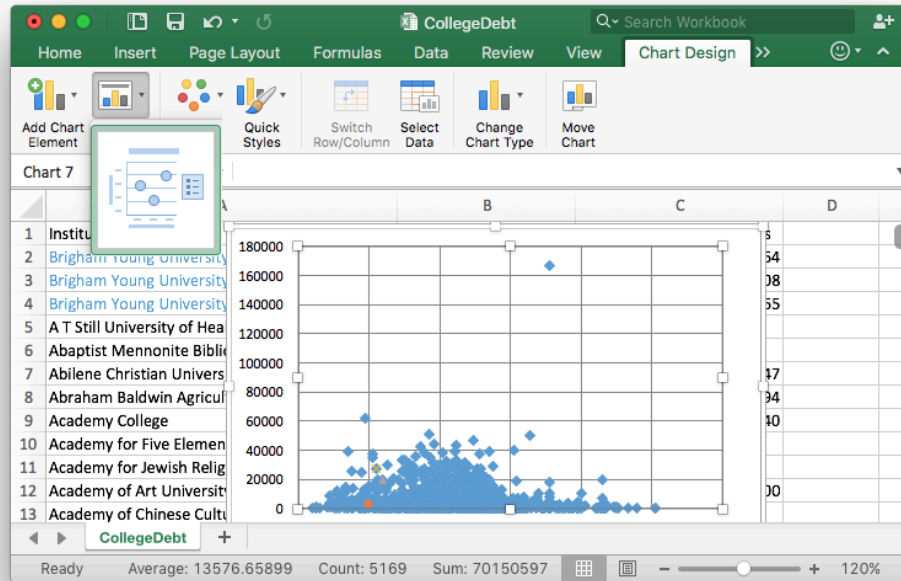 CollegeDebt
Search Workbook
Home Insert Page Layout Formulas Data Review View Chart Design
Add Chart Element
Quick Styles
Switch Row/Column
Select Data
Change Chart Type
Move Chart
Chart 7
A B C D
1 Institu s
2 Brigham Young University 64
3 Brigham Young University 08
4 Brigham Young University 65
5 A T Still University of Hea
6 Abaptist Mennonite Biblic
7 Abilene Christian Univers 47
8 Abraham Baldwin Agricul 94
9 Academy College 40
10 Academy for Five Elemen
11 Academy for Jewish Relig
12 Academy of Art University 00
13 Academy of Chinese Cultu
180000
160000
140000
120000
100000
80000
60000
40000
20000
0
CollegeDebt
Ready Average: 13576.65899 Count: 5169 Sum: 70150597 120%